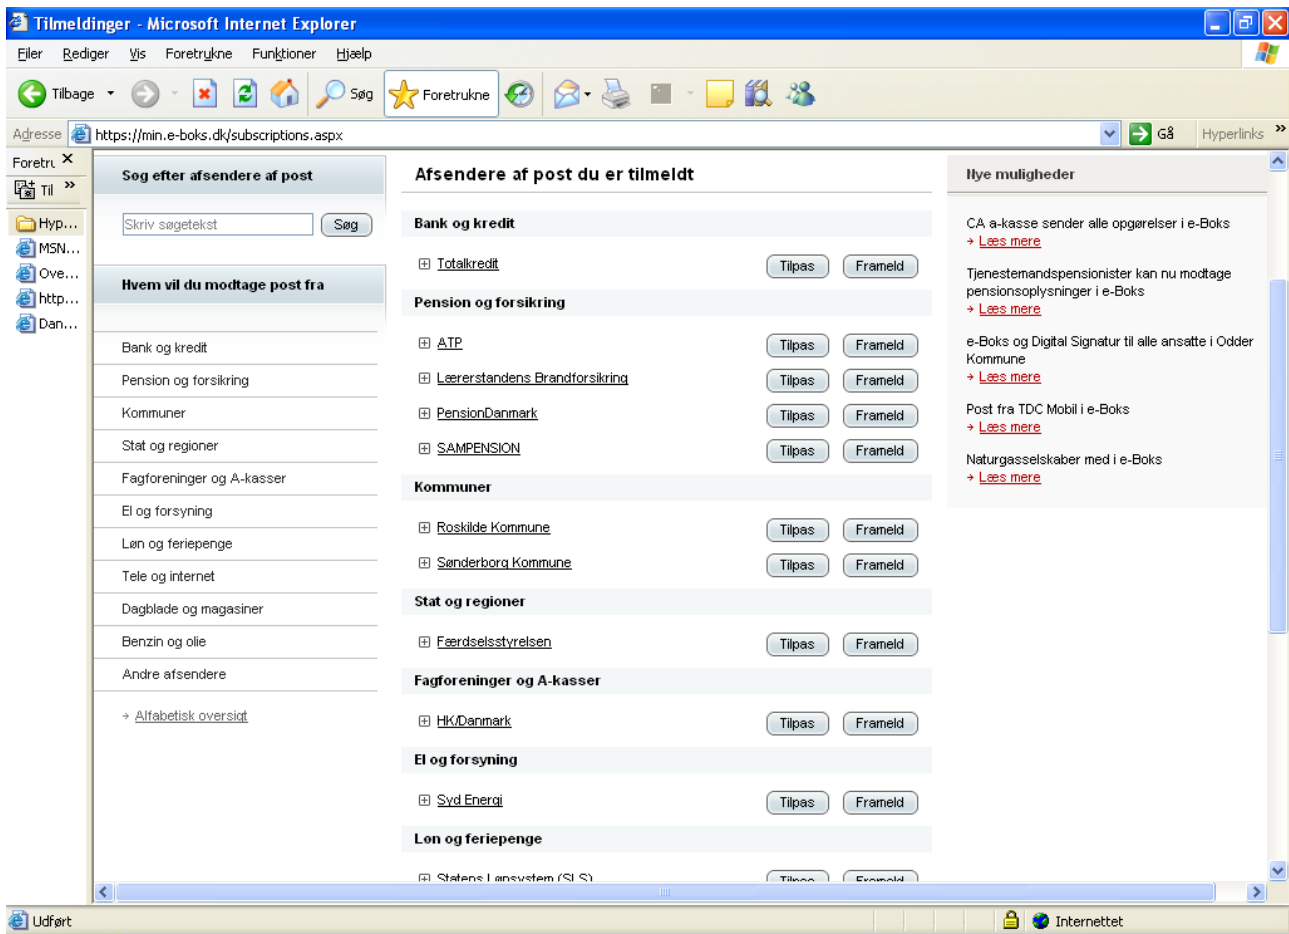 Tilmeldinger - Microsoft Internet Explorer
Filer Rediger Vis Foretrukne Funktioner Hjælp
Tilbage Søg Foretrukne
Adresse https://min.e-boks.dk/subscriptions.aspx Gå Hyperlinks »
Foretru X
Til »
Hyp...
MSN...
Ove...
http...
Dan...
Søg efter afsendere af post
Skriv søgetekst Søg
Hvem vil du modtage post fra
Bank og kredit
Pension og forsikring
Kommuner
Stat og regioner
Fagforeninger og A-kasser
El og forsyning
Løn og feriepenge
Tele og internet
Dagblade og magasiner
Benzin og olie
Andre afsendere
→ Alfabetisk oversigt
Afsendere af post du er tilmeldt
Bank og kredit
Totalkredit Tilpas Frameld
Pension og forsikring
ATP Tilpas Frameld
Lærerstandens Brandforsikring Tilpas Frameld
PensionDanmark Tilpas Frameld
SAMPENSION Tilpas Frameld
Kommuner
Roskilde Kommune Tilpas Frameld
Sønderborg Kommune Tilpas Frameld
Stat og regioner
Færdselsstyrelsen Tilpas Frameld
Fagforeninger og A-kasser
HK/Danmark Tilpas Frameld
El og forsyning
Syd Energi Tilpas Frameld
Løn og feriepenge
Statens Lønsystem (SLS) Tilpas Frameld
Nye muligheder
CA a-kasse sender alle opgørelser i e-Boks
→ Læs mere
Tjenestemandspensionister kan nu modtage
pensionsoplysninger i e-Boks
→ Læs mere
e-Boks og Digital Signatur til alle ansatte i Odder
Kommune
→ Læs mere
Post fra TDC Mobil i e-Boks
→ Læs mere
Naturgasselskaber med i e-Boks
→ Læs mere
Udført Internettet